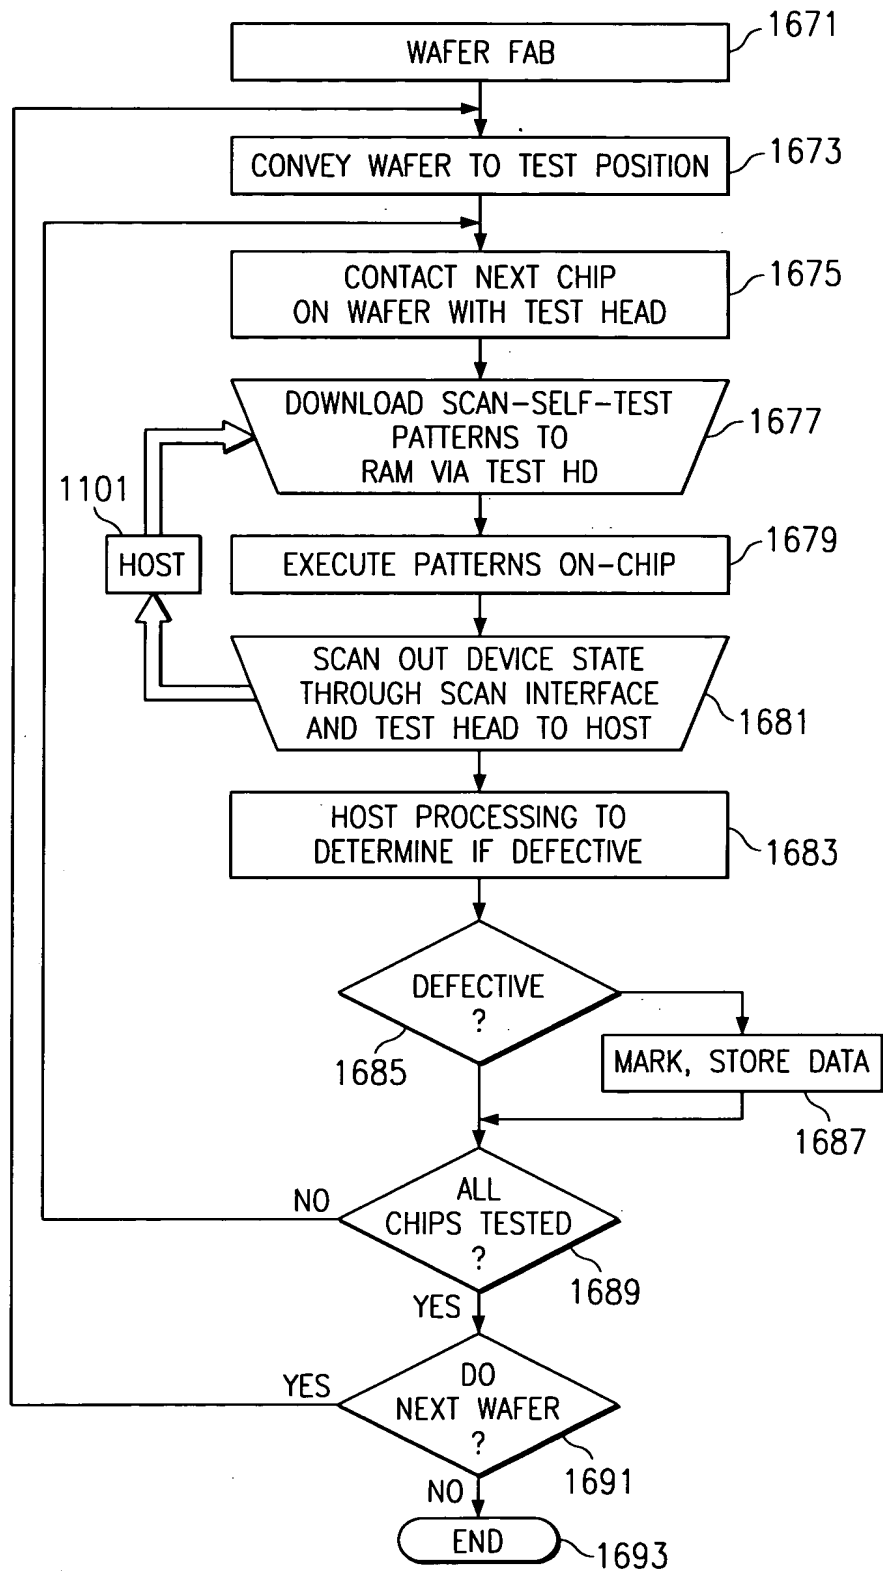 1671
WAFER FAB
CONVEY WAFER TO TEST POSITION
1673
CONTACT NEXT CHIP
ON WAFER WITH TEST HEAD
1675
DOWNLOAD SCAN-SELF-TEST
PATTERNS TO
RAM VIA TEST HD
1677
1101
HOST
EXECUTE PATTERNS ON-CHIP
1679
SCAN OUT DEVICE STATE
THROUGH SCAN INTERFACE
AND TEST HEAD TO HOST
1681
HOST PROCESSING TO
DETERMINE IF DEFECTIVE
1683
DEFECTIVE
?
1685
MARK, STORE DATA
1687
NO
ALL
CHIPS TESTED
?
1689
YES
YES
DO
NEXT WAFER
?
1691
NO
END
1693